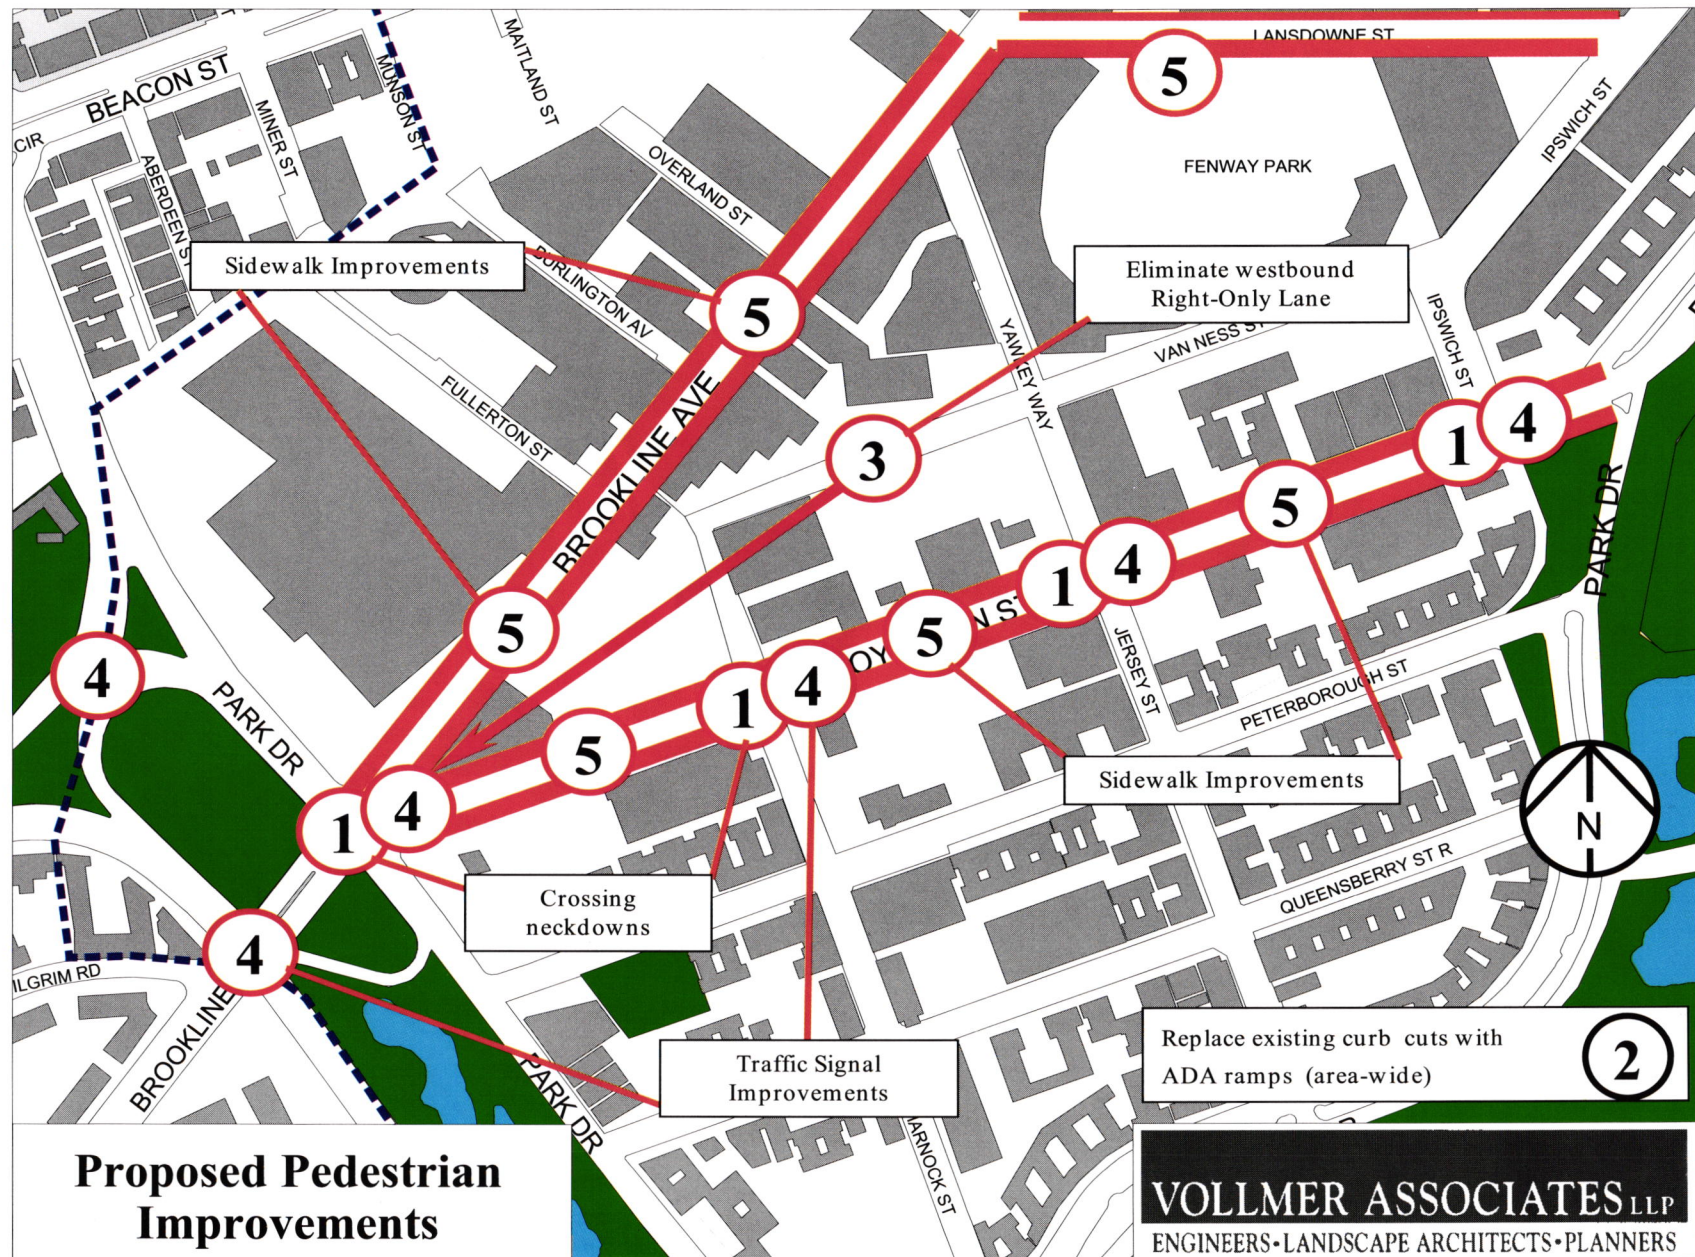 LANSDOWNE ST
5
MAITLAND ST
MUNSON ST
BEACON ST
MINER ST
CIR
ABERDEEN ST
OVERLAND ST
FENWAY PARK
IPSWICH ST
Sidewalk Improvements
BURLINGTON AV
5
Eliminate westbound
Right-Only Lane
YAWKEY WAY
VAN NESS ST
IPSWICH ST
FULLERTON ST
BROOKLINE AVE
3
1
4
5
PARK DR
4
1
5
5
JERSEY ST
PETERBOROUGH ST
4
PARK DR
1
4
5
Sidewalk Improvements
1
4
N
Crossing
neckdowns
QUEENSBERRY ST R
4
ILGRIM RD
BROOKLINE
PARK DR
Traffic Signal
Improvements
Replace existing curb cuts with
ADA ramps (area-wide)
2
ARNOCK ST
Proposed Pedestrian
Improvements
VOLLMER ASSOCIATES LLP
ENGINEERS•LANDSCAPE ARCHITECTS•PLANNERS